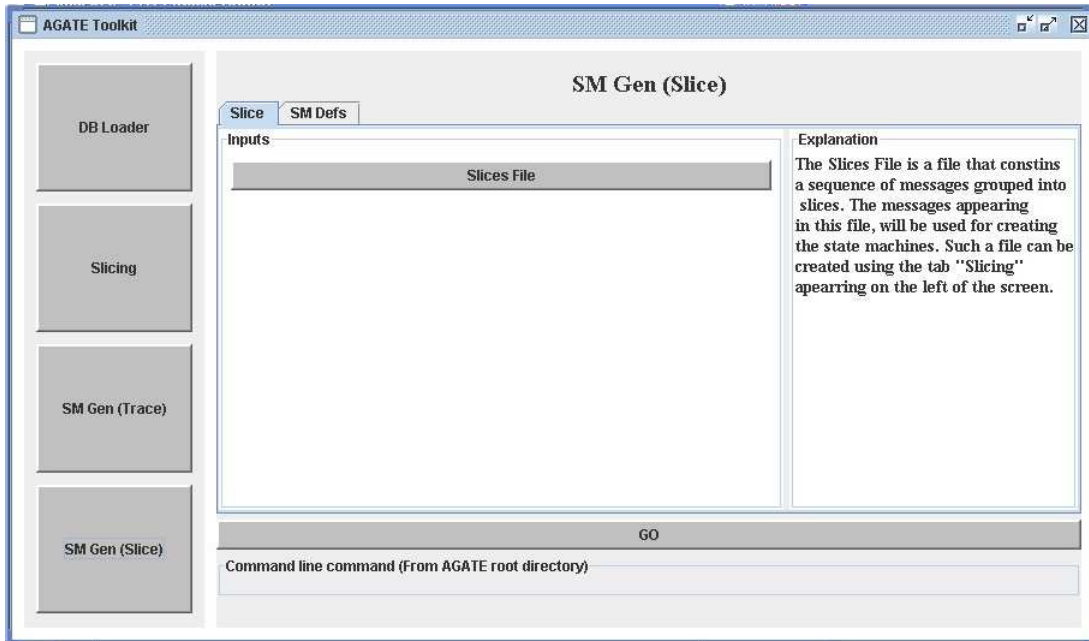 AGATE Toolkit
DB Loader
Slicing
SM Gen (Trace)
SM Gen (Slice)
SM Gen (Slice)
Slice
SM Defs
Inputs
Slices File
Explanation
The Slices File is a file that constins
a sequence of messages grouped into
slices. The messages appearing
in this file, will be used for creating
the state machines. Such a file can be
created using the tab "Slicing"
apearring on the left of the screen.
GO
Command line command (From AGATE root directory)